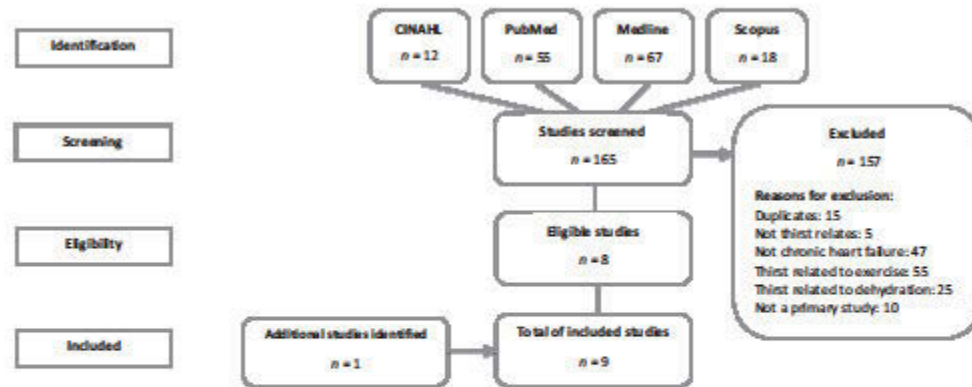 Identification
CINAHL
n = 12
PubMed
n = 55
Medline
n = 67
Scopus
n = 18
Screening
Studies screened
n = 165
Excluded
n = 157
Reasons for exclusion:
Duplicates: 15
Not thirst relates: 5
Not chronic heart failure: 47
Thirst related to exercise: 55
Thirst related to dehydration: 25
Not a primary study: 10
Eligibility
Eligible studies
n = 8
Included
Additional studies identified
n = 1
Total of included studies
n = 9